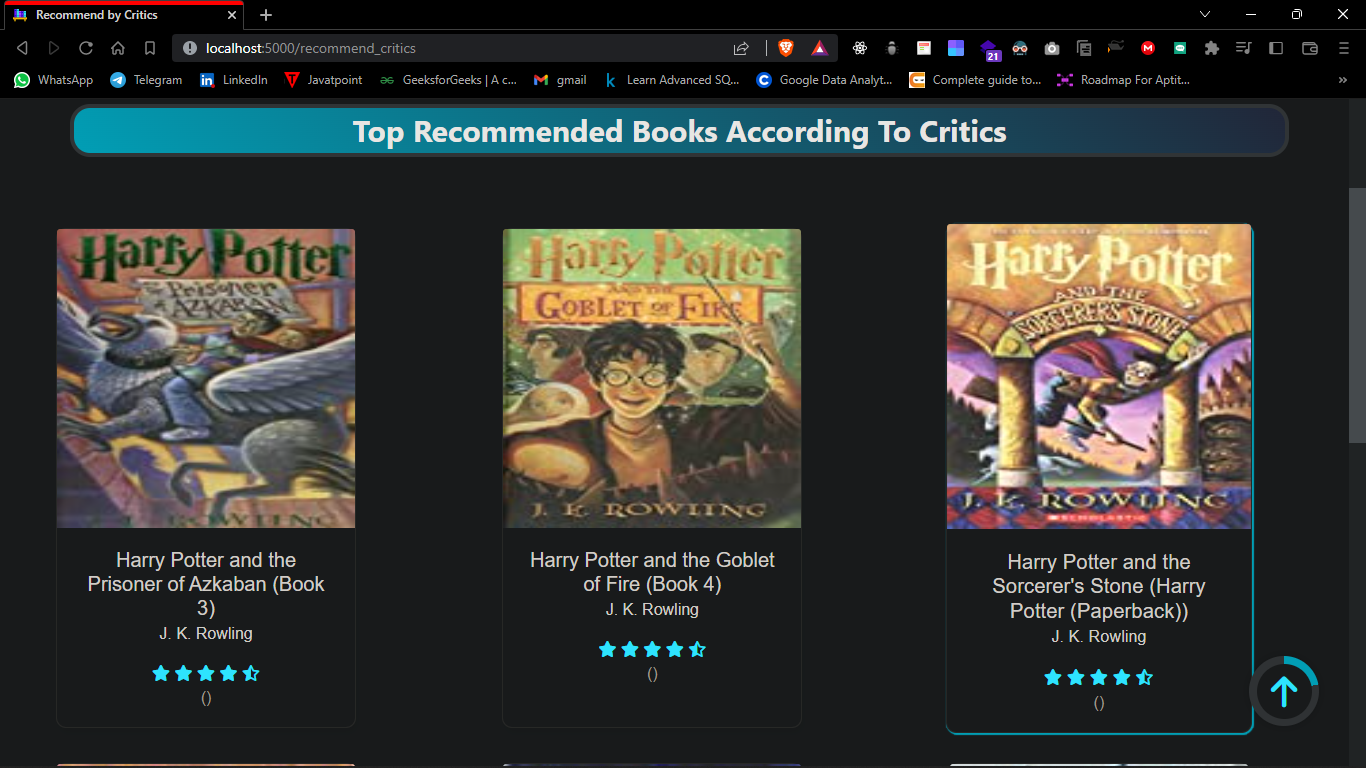 Recommend by Critics
localhost:5000/recommend_critics
21
WhatsApp
Telegram
LinkedIn
Javatpoint
GeeksforGeeks | A c...
gmail
Learn Advanced SQ...
Google Data Analyt...
Complete guide to...
Roadmap For Aptit...
Top Recommended Books According To Critics
Harry Potter
and the
Prisoner
of AZKABAN
J. K. ROWLING
Harry Potter
AND THE
GOBLET OF FIRE
J. K. ROWLING
Harry Potter
AND THE
SORCERER'S STONE
J. K. ROWLING
SCHOLASTIC
Harry Potter and the
Prisoner of Azkaban (Book
3)
J. K. Rowling
()
Harry Potter and the Goblet
of Fire (Book 4)
J. K. Rowling
()
Harry Potter and the
Sorcerer's Stone (Harry
Potter (Paperback))
J. K. Rowling
()